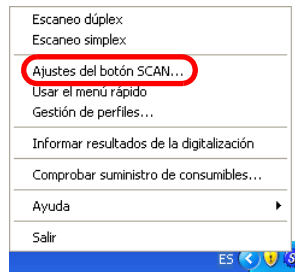 Escaneo dúplex
Escaneo simplex
Ajustes del botón SCAN...
Usar el menú rápido
Gestión de perfiles...
Informar resultados de la digitalización
Comprobar suministro de consumibles...
Ayuda
Salir
ES